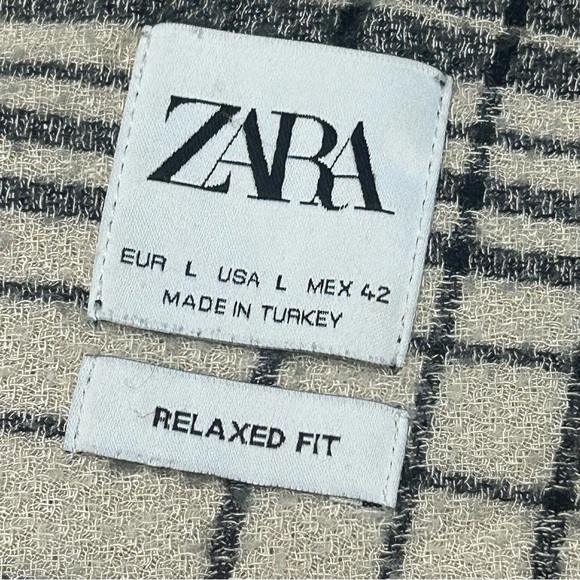 ZARA
EUR L USA L MEX 42
MADE IN TURKEY
RELAXED FIT